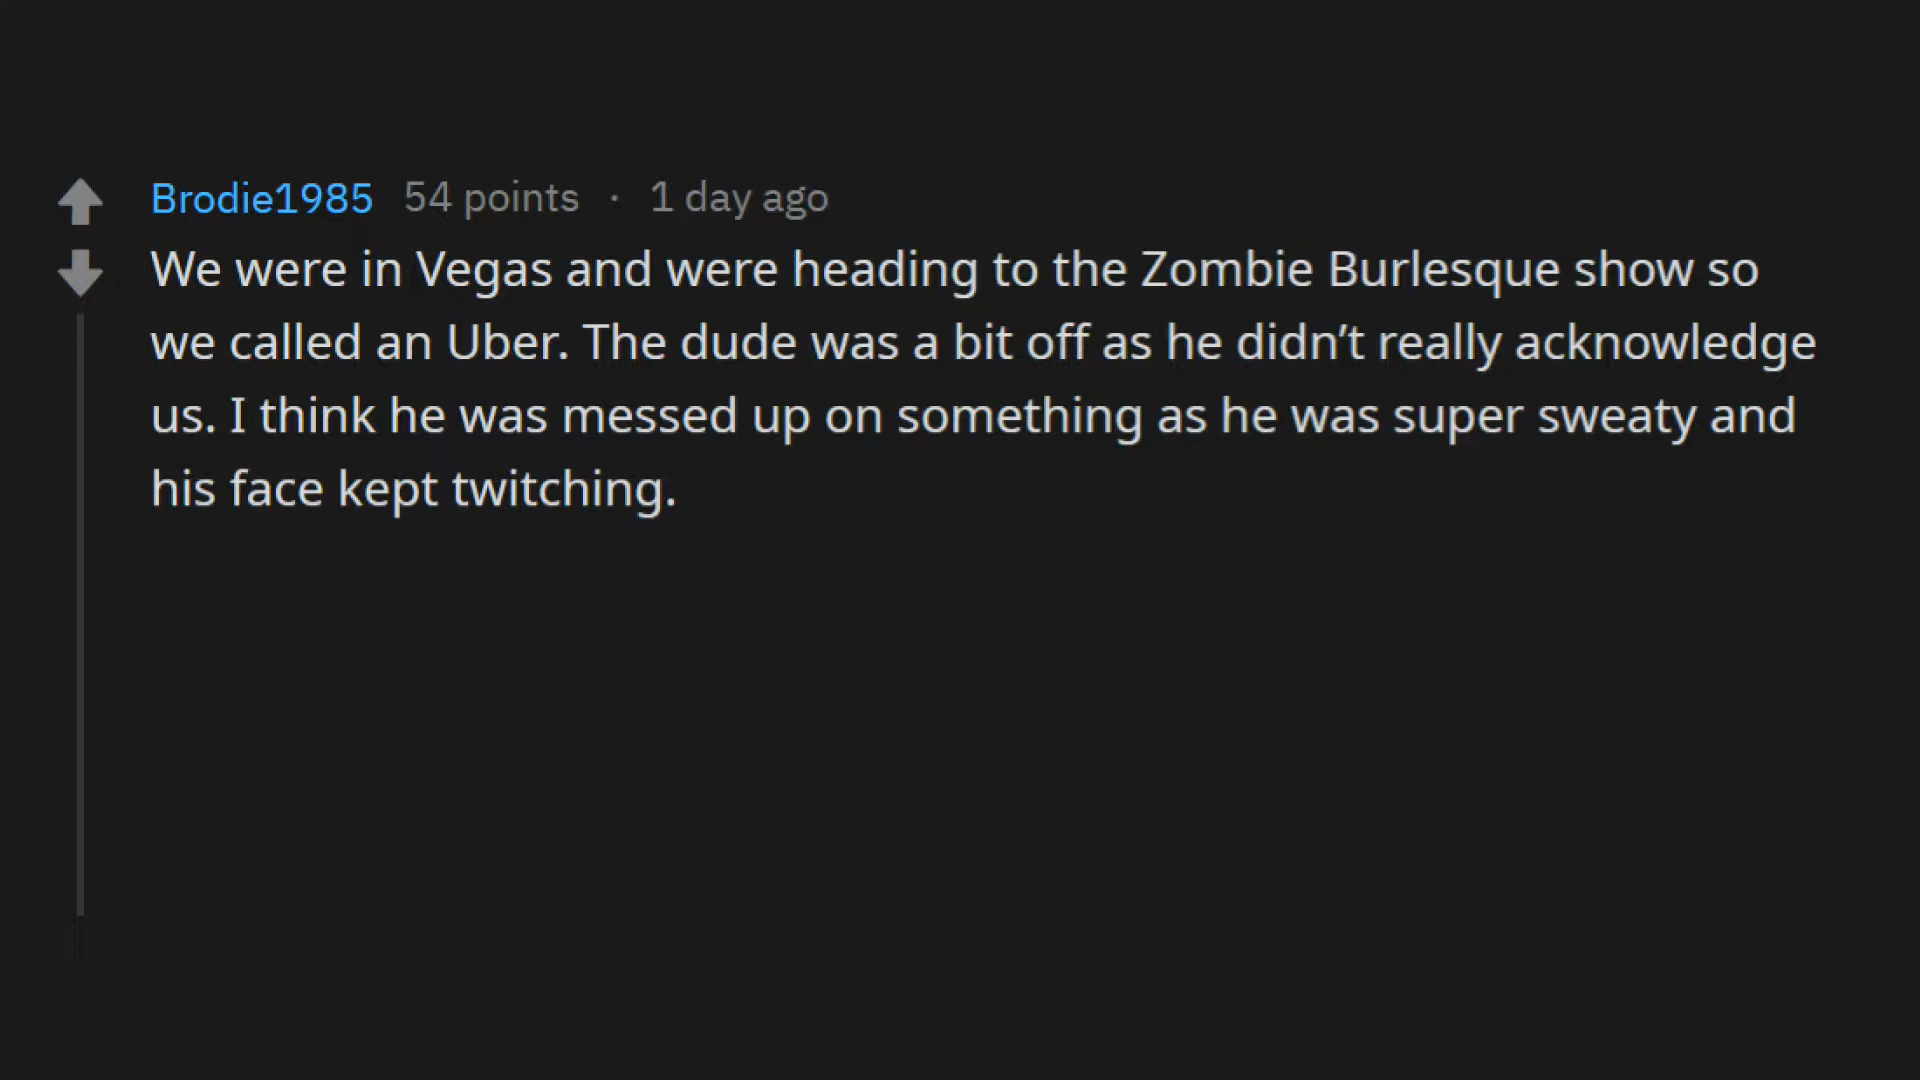 Brodie1985 54 points · 1 day ago
We were in Vegas and were heading to the Zombie Burlesque show so
we called an Uber. The dude was a bit off as he didn’t really acknowledge
us. I think he was messed up on something as he was super sweaty and
his face kept twitching.